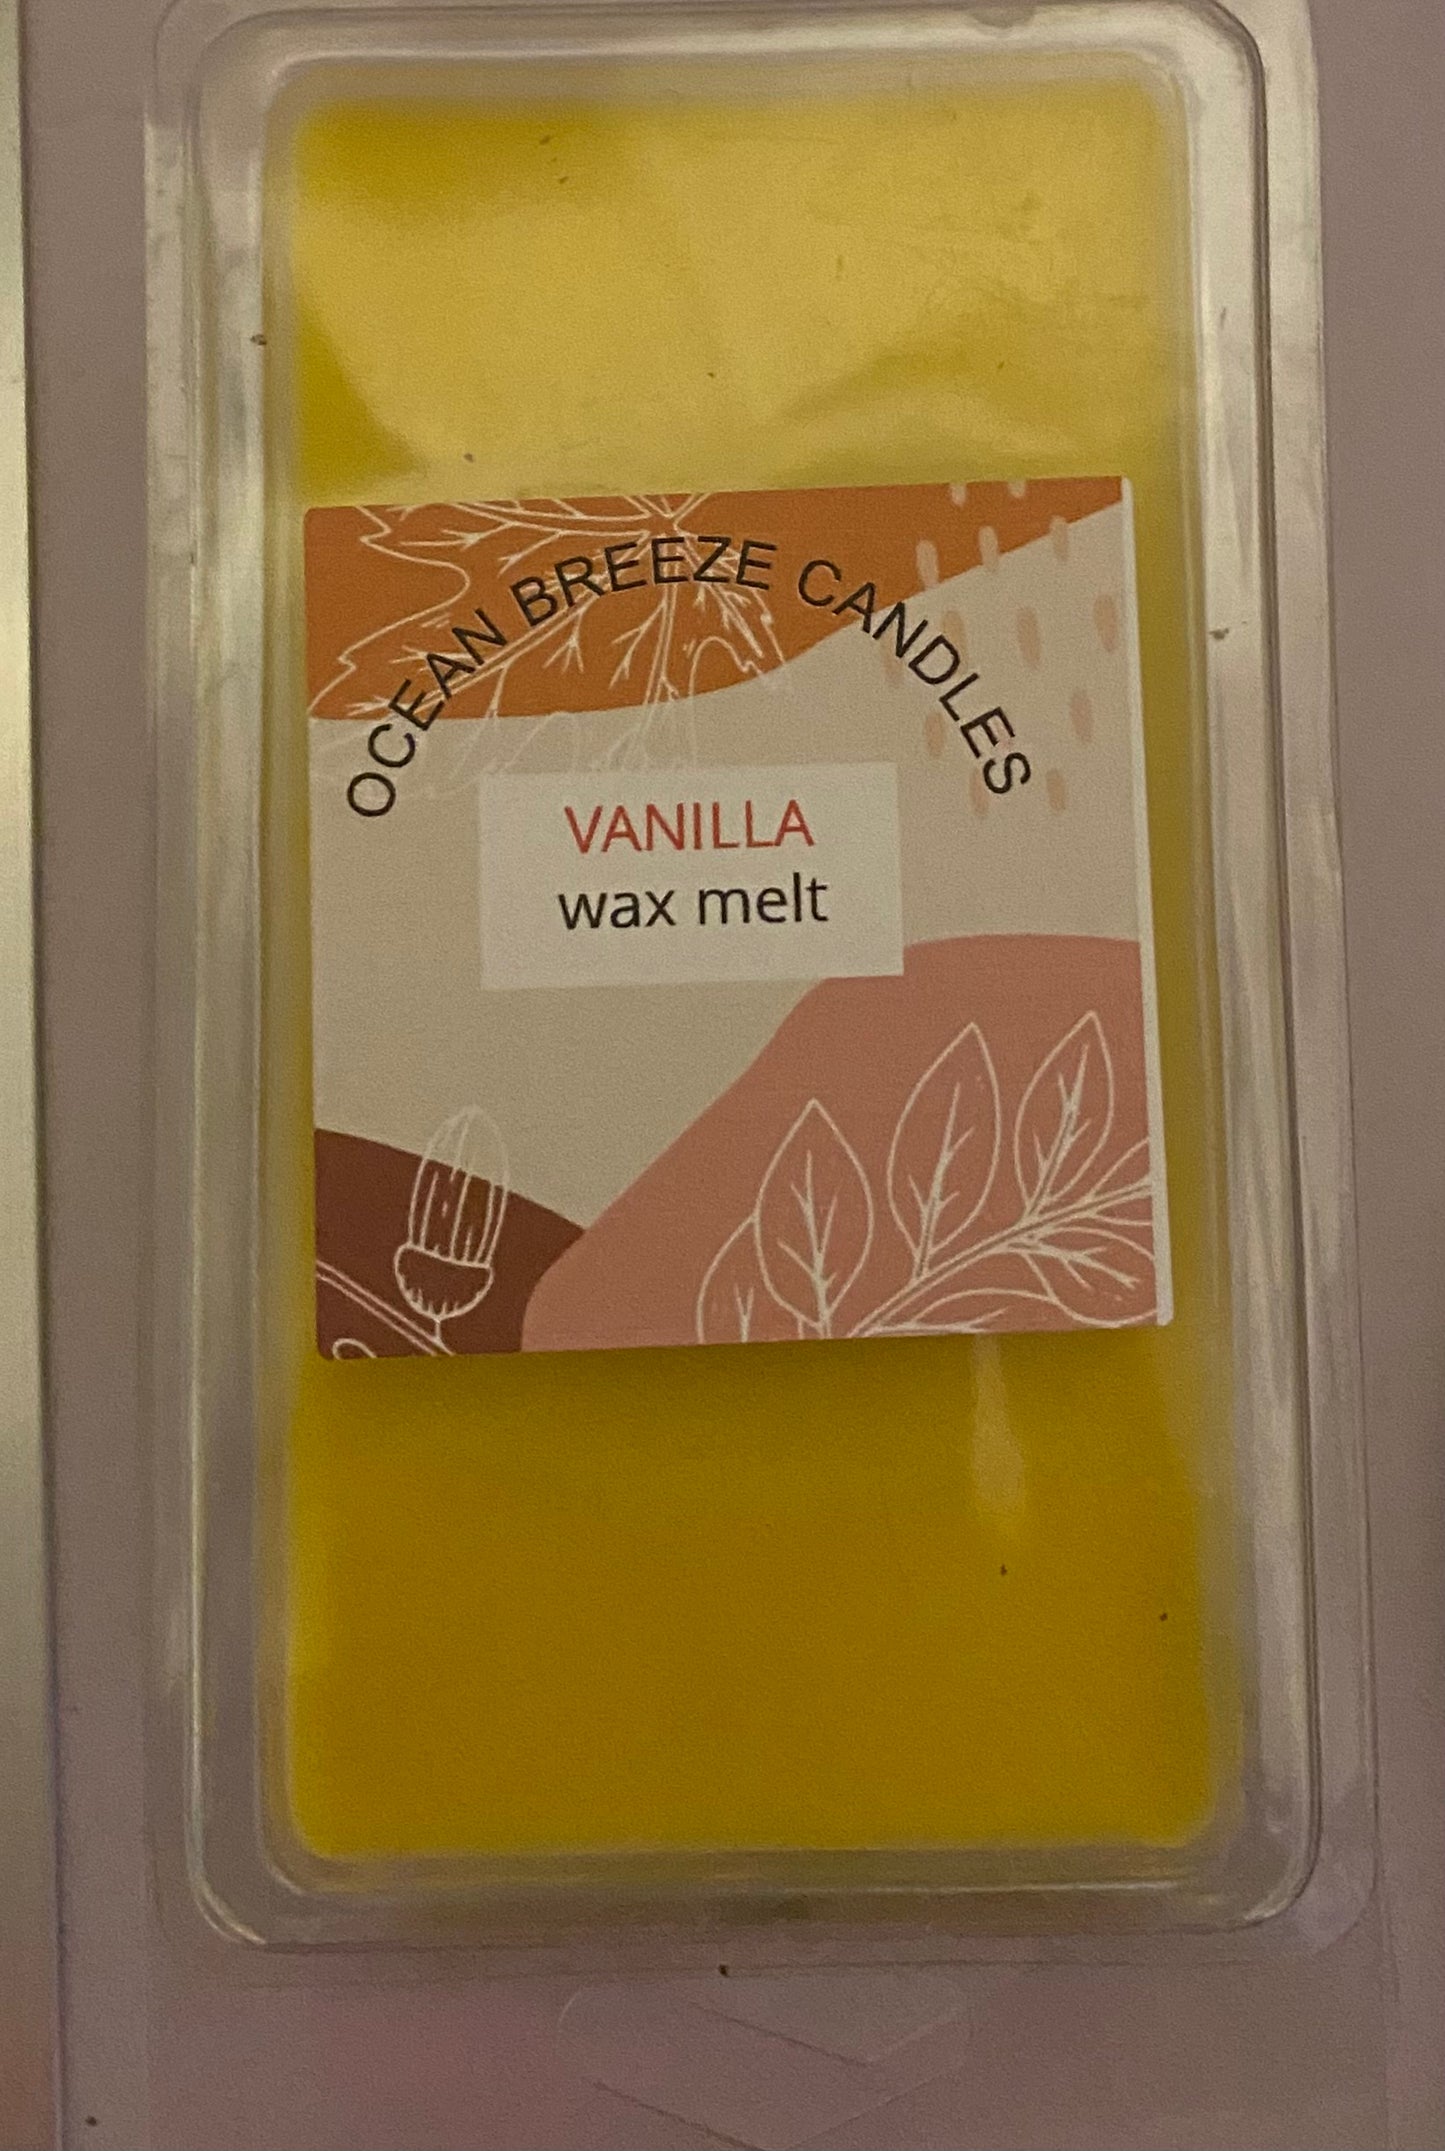 OCEAN BREEZE CANDLES
VANILLA
wax melt